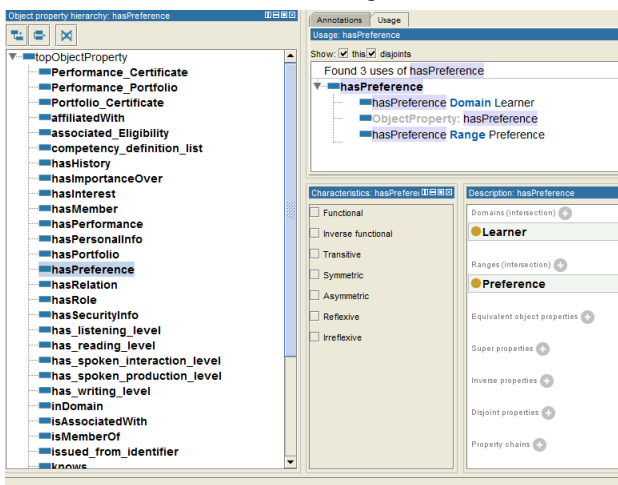 Object property hierarchy: hasPreference
topObjectProperty
Performance_Certificate
Performance_Portfolio
Portfolio_Certificate
affiliatedWith
associated_Eligibility
competency_definition_list
hasHistory
hasImportanceOver
hasInterest
hasMember
hasPerformance
hasPersonalInfo
hasPortfolio
hasPreference
hasRelation
hasRole
hasSecurityInfo
has_listening_level
has_reading_level
has_spoken_interaction_level
has_spoken_production_level
has_writing_level
inDomain
isAssociatedWith
isMemberOf
issued_from_identifier
knows
Annotations Usage
Usage: hasPreference
Show: this disjoints
Found 3 uses of hasPreference
hasPreference
hasPreference Domain Learner
ObjectProperty: hasPreference
hasPreference Range Preference
Characteristics: hasPreferen
Functional
Inverse functional
Transitive
Symmetric
Asymmetric
Reflexive
Irreflexive
Description: hasPreference
Domains (intersection)
Learner
Ranges (intersection)
Preference
Equivalent object properties
Super properties
Inverse properties
Disjoint properties
Property chains